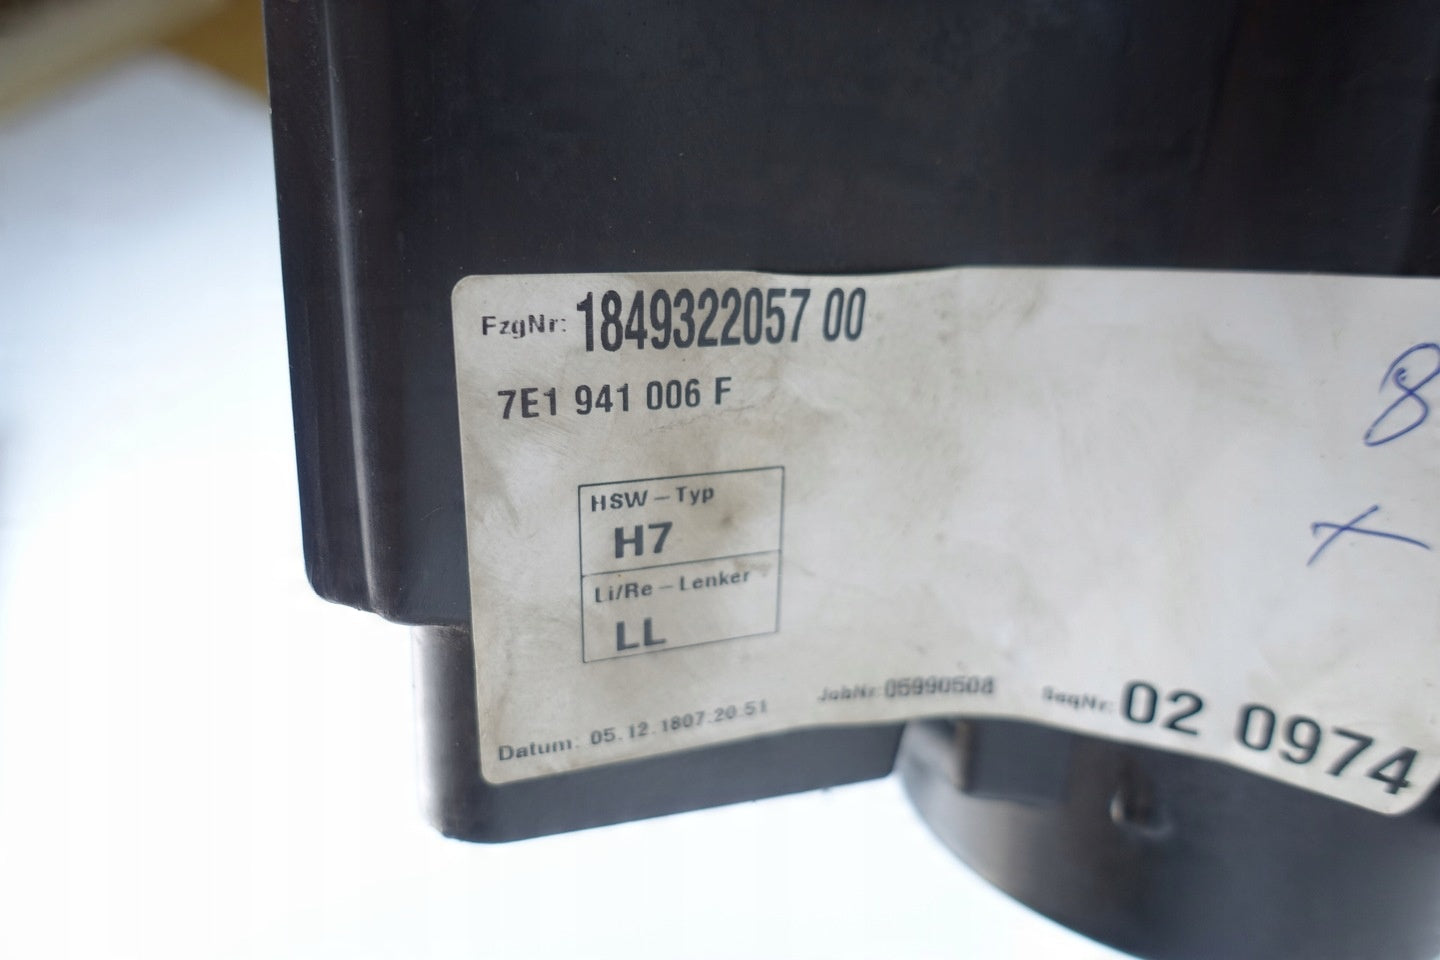 FzgNr: 1849322057 00
7E1 941 006 F
8
HSW-Typ
H7
Li/Re-Lenker
LL
Datum: 05.12.1807:20:51 JobNr: 05990508 SeqNr: 02 0974